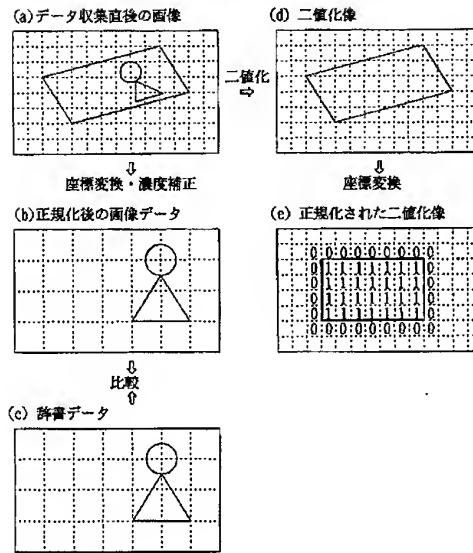 (a) データ収集直後の画像
二値化
⇨
(d) 二値化像
⇩
座標変換・濃度補正
⇩
座標変換
(b) 正規化後の画像データ
(e) 正規化された二値化像
0 0 0 0 0 0 0 0 0
0 1 1 1 1 1 1 1 0
0 1 1 1 1 1 1 1 0
0 1 1 1 1 1 1 1 0
0 1 1 1 1 1 1 1 0
0 0 0 0 0 0 0 0 0
⇩
比較
⇧
(c) 辞書データ